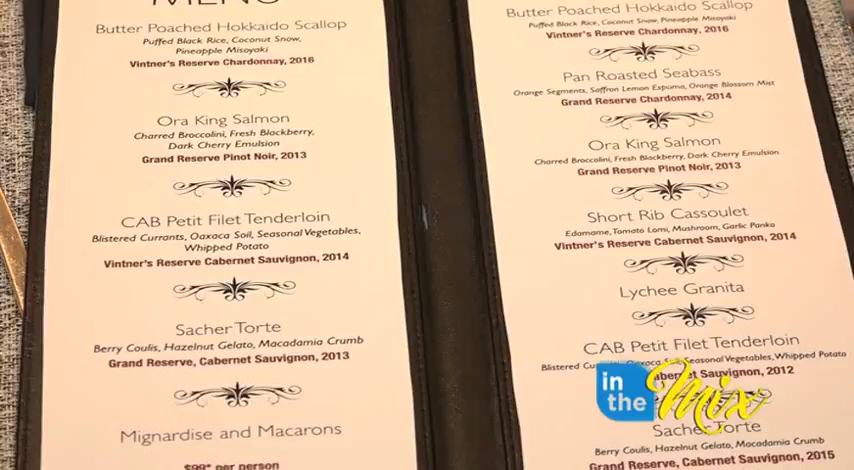 MENU
Butter Poached Hokkaido Scallop
Puffed Black Rice, Coconut Snow,
Pineapple Misoyaki
Vintner's Reserve Chardonnay, 2016
Ora King Salmon
Charred Broccolini, Fresh Blackberry,
Dark Cherry Emulsion
Grand Reserve Pinot Noir, 2013
CAB Petit Filet Tenderloin
Blistered Currants, Oaxaca Soil, Seasonal Vegetables,
Whipped Potato
Vintner's Reserve Cabernet Sauvignon, 2014
Sacher Torte
Berry Coulis, Hazelnut Gelato, Macadamia Crumb
Grand Reserve, Cabernet Sauvignon, 2013
Mignardise and Macarons
$99* per person
Butter Poached Hokkaido Scallop
Puffed Black Rice, Coconut Snow, Pineapple Misoyaki
Vintner's Reserve Chardonnay, 2016
Pan Roasted Seabass
Orange Segments, Saffron Lemon Espuma, Orange Blossom Mist
Grand Reserve Chardonnay, 2014
Ora King Salmon
Charred Broccolini, Fresh Blackberry, Dark Cherry Emulsion
Grand Reserve Pinot Noir, 2013
Short Rib Cassoulet
Edamame, Tomato Lomi, Mushroom, Garlic Panko
Vintner's Reserve Cabernet Sauvignon, 2014
Lychee Granita
CAB Petit Filet Tenderloin
Blistered Oaxaca Soil, Seasonal Vegetables, Whipped Potato
Cabernet Sauvignon, 2012
Sacher Torte
Berry Coulis, Hazelnut Gelato, Macadamia Crumb
Grand Reserve, Cabernet Sauvignon, 2015
in the Mix